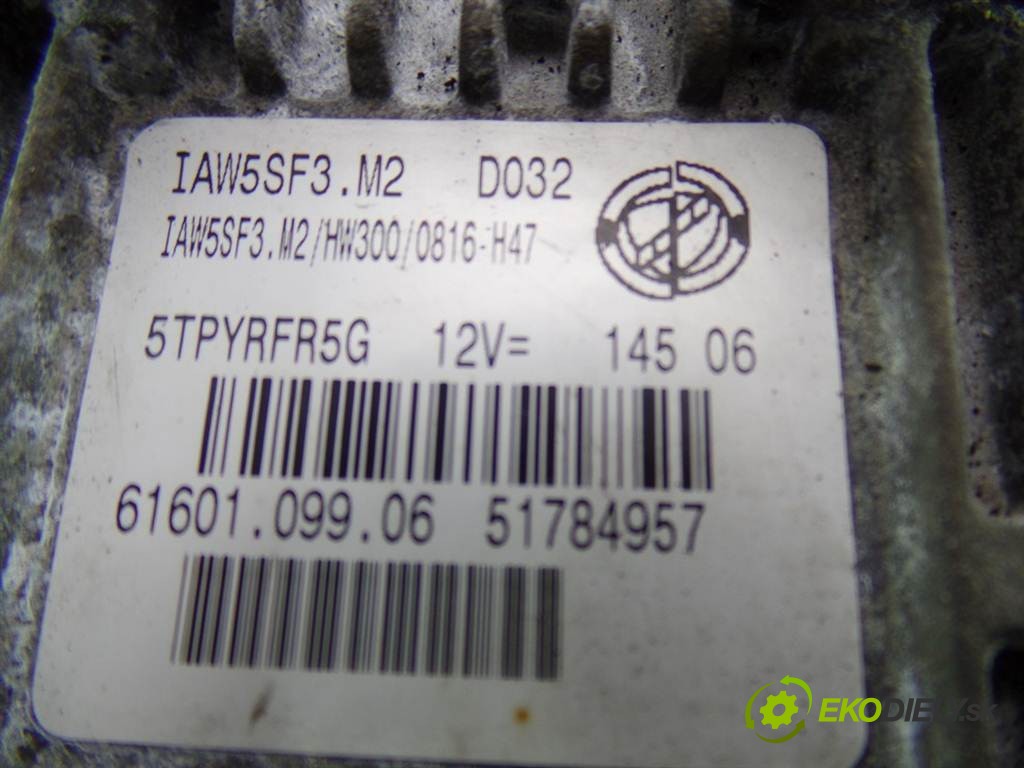 IAW5SF3.M2 D032
IAW5SF3.M2/HW300/0816-H47
5TPYRFR5G 12V= 145 06
61601.099.06 51784957
EKODIELY.sk